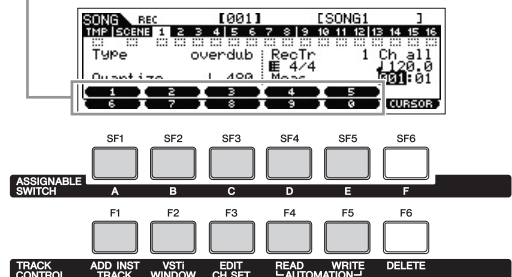 SONG REC [001] [SONG1 ]
TMP SCENE 1 2 3 4 5 6 7 8 9 10 11 12 13 14 15 16
Type overdub RecTr 1 Ch all
4/4 ♩120.0
Quantize 480 Meas 001:01
1 2 3 4 5
6 7 8 9 0 CURSOR
SF1 SF2 SF3 SF4 SF5 SF6
ASSIGNABLE
SWITCH A B C D E F
F1 F2 F3 F4 F5 F6
TRACK ADD INST VSTi EDIT READ WRITE DELETE
CONTROL TRACK WINDOW CH SET AUTOMATION